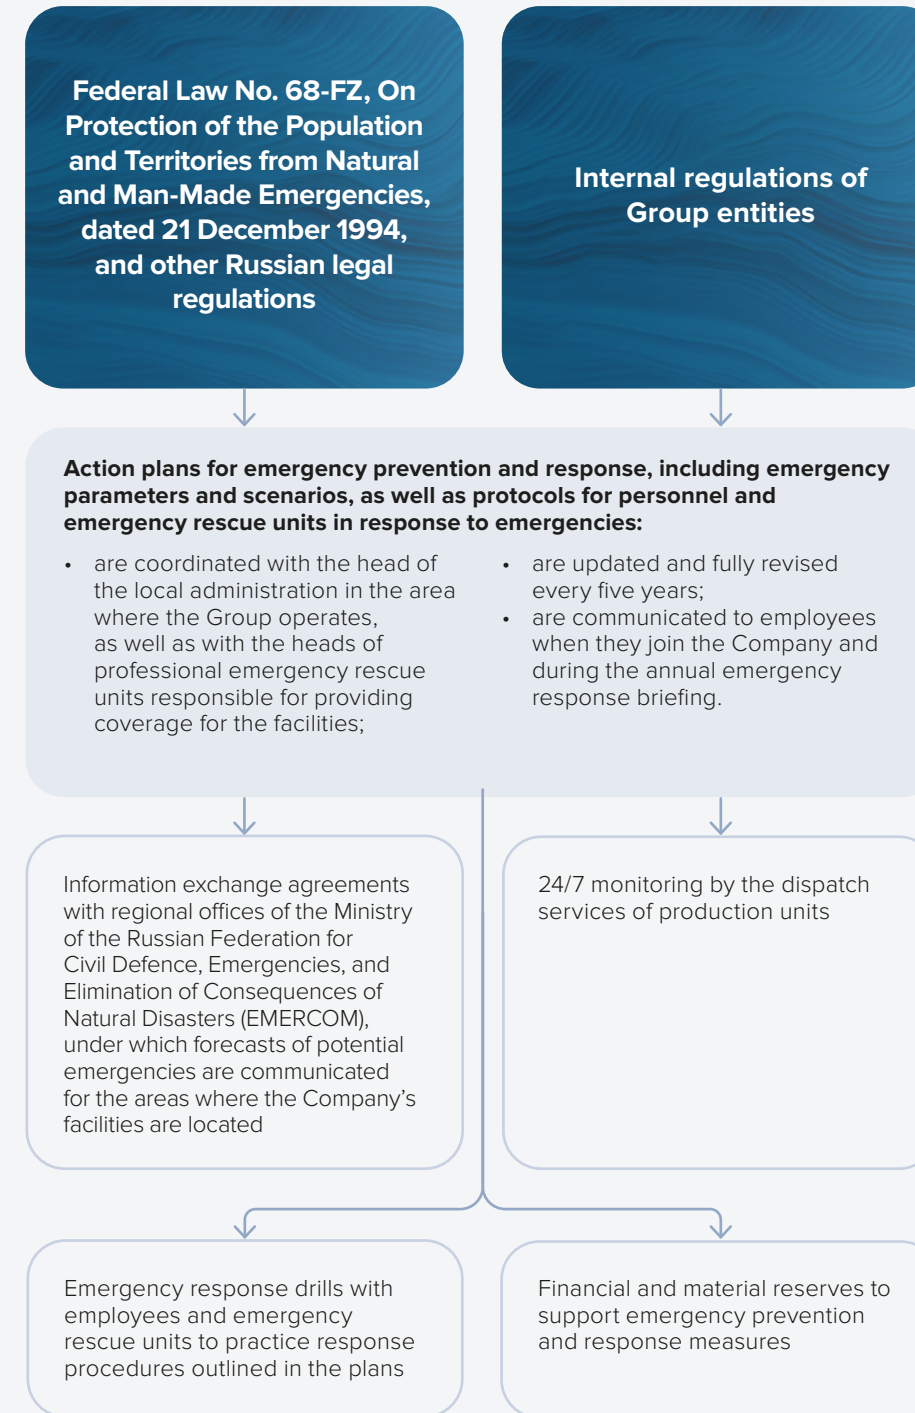 Federal Law No. 68-FZ, On
Protection of the Population
and Territories from Natural
and Man-Made Emergencies,
dated 21 December 1994,
and other Russian legal
regulations
Internal regulations of
Group entities
Action plans for emergency prevention and response, including emergency
parameters and scenarios, as well as protocols for personnel and
emergency rescue units in response to emergencies:
• are coordinated with the head of
the local administration in the area
where the Group operates,
as well as with the heads of
professional emergency rescue
units responsible for providing
coverage for the facilities;
• are updated and fully revised
every five years;
• are communicated to employees
when they join the Company and
during the annual emergency
response briefing.
Information exchange agreements
with regional offices of the Ministry
of the Russian Federation for
Civil Defence, Emergencies, and
Elimination of Consequences of
Natural Disasters (EMERCOM),
under which forecasts of potential
emergencies are communicated
for the areas where the Company’s
facilities are located
24/7 monitoring by the dispatch
services of production units
Emergency response drills with
employees and emergency
rescue units to practice response
procedures outlined in the plans
Financial and material reserves to
support emergency prevention
and response measures